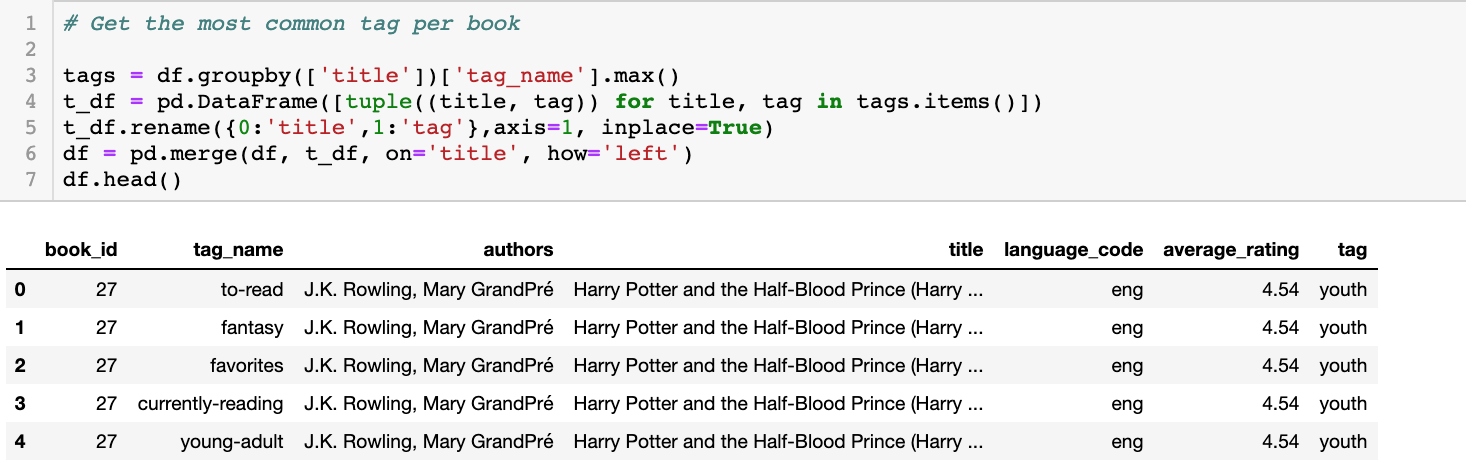 1 # Get the most common tag per book
2
3 tags = df.groupby(['title'])['tag_name'].max()
4 t_df = pd.DataFrame([tuple((title, tag)) for title, tag in tags.items()])
5 t_df.rename({0:'title',1:'tag'},axis=1, inplace=True)
6 df = pd.merge(df, t_df, on='title', how='left')
7 df.head()
book_id tag_name authors title language_code average_rating tag
0 27 to-read J.K. Rowling, Mary GrandPré Harry Potter and the Half-Blood Prince (Harry ... eng 4.54 youth
1 27 fantasy J.K. Rowling, Mary GrandPré Harry Potter and the Half-Blood Prince (Harry ... eng 4.54 youth
2 27 favorites J.K. Rowling, Mary GrandPré Harry Potter and the Half-Blood Prince (Harry ... eng 4.54 youth
3 27 currently-reading J.K. Rowling, Mary GrandPré Harry Potter and the Half-Blood Prince (Harry ... eng 4.54 youth
4 27 young-adult J.K. Rowling, Mary GrandPré Harry Potter and the Half-Blood Prince (Harry ... eng 4.54 youth